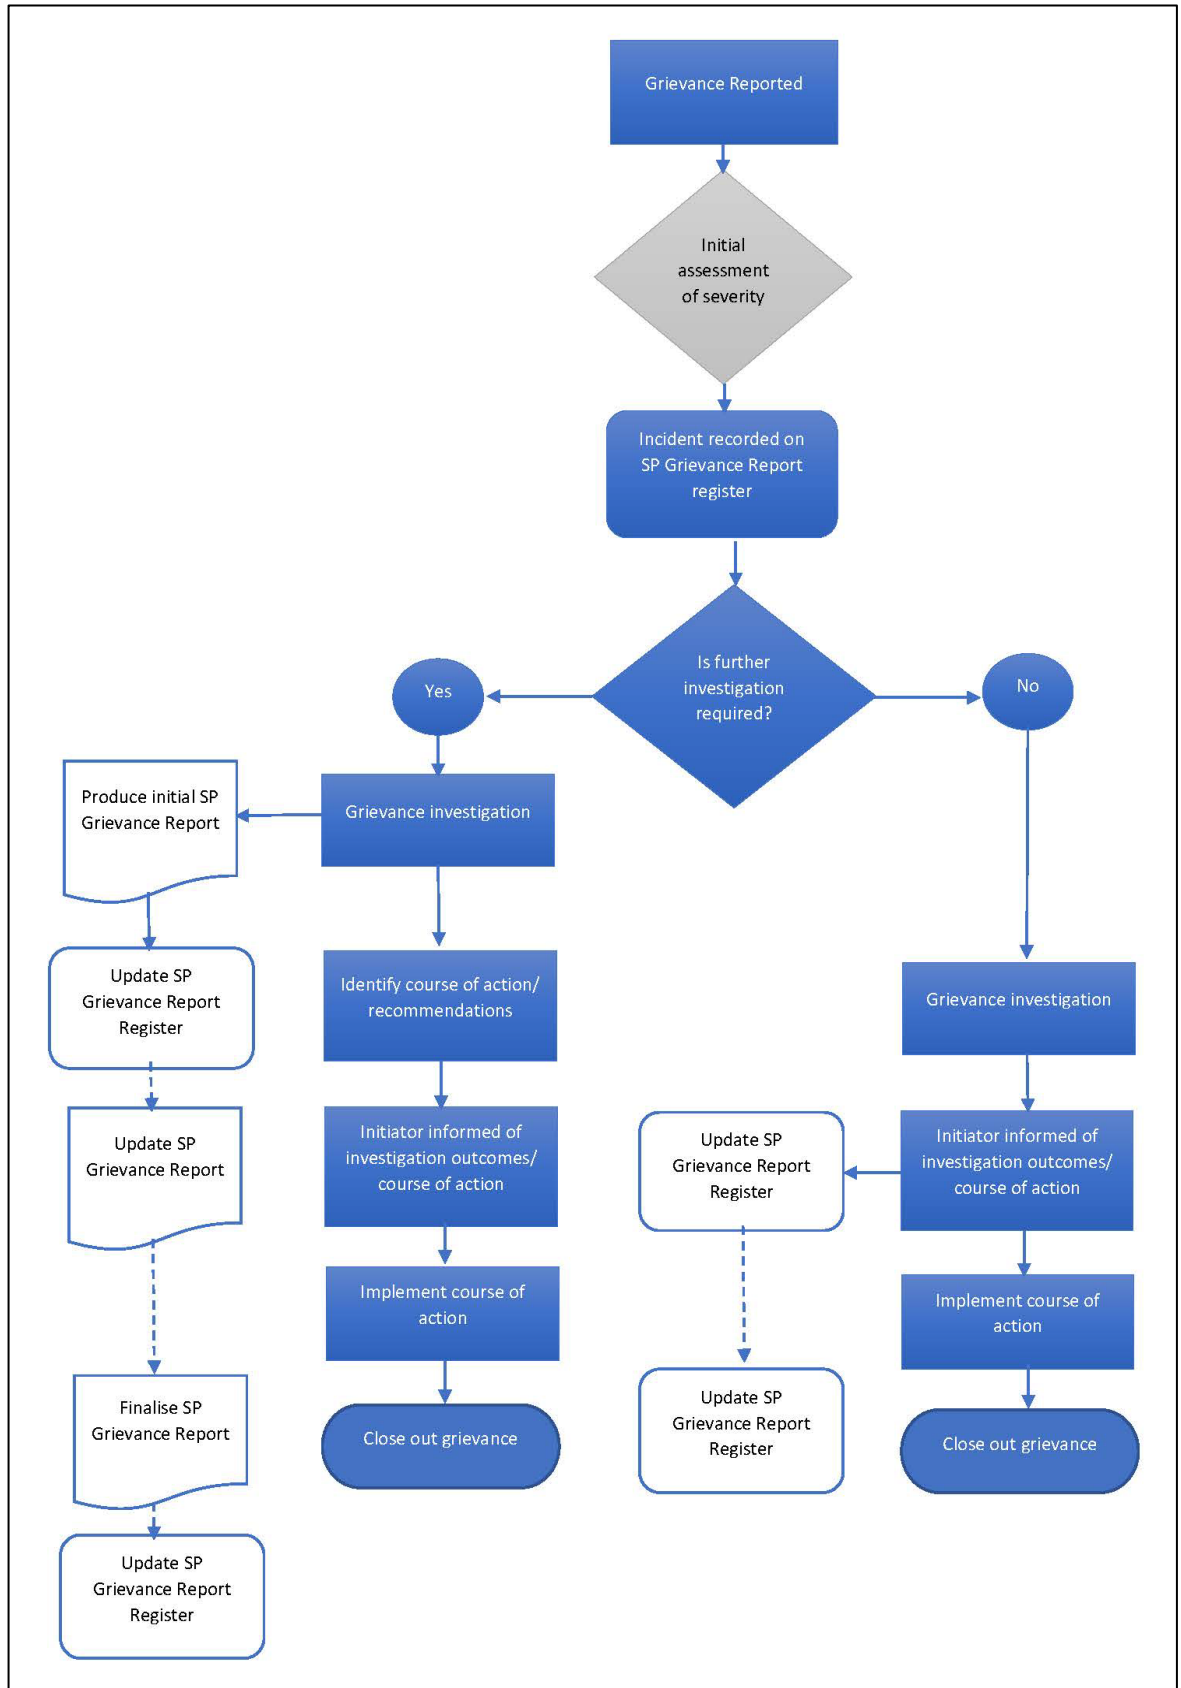 Grievance Reported
Initial
assessment
of severity
Incident recorded on
SP Grievance Report
register
Is further
investigation
required?
Yes
No
Produce initial SP
Grievance Report
Grievance investigation
Update SP
Grievance Report
Register
Identify course of action/
recommendations
Grievance investigation
Update SP
Grievance Report
Initiator informed of
investigation outcomes/
course of action
Update SP
Grievance Report
Register
Initiator informed of
investigation outcomes/
course of action
Implement course of
action
Implement course of
action
Finalise SP
Grievance Report
Close out grievance
Update SP
Grievance Report
Register
Close out grievance
Update SP
Grievance Report
Register